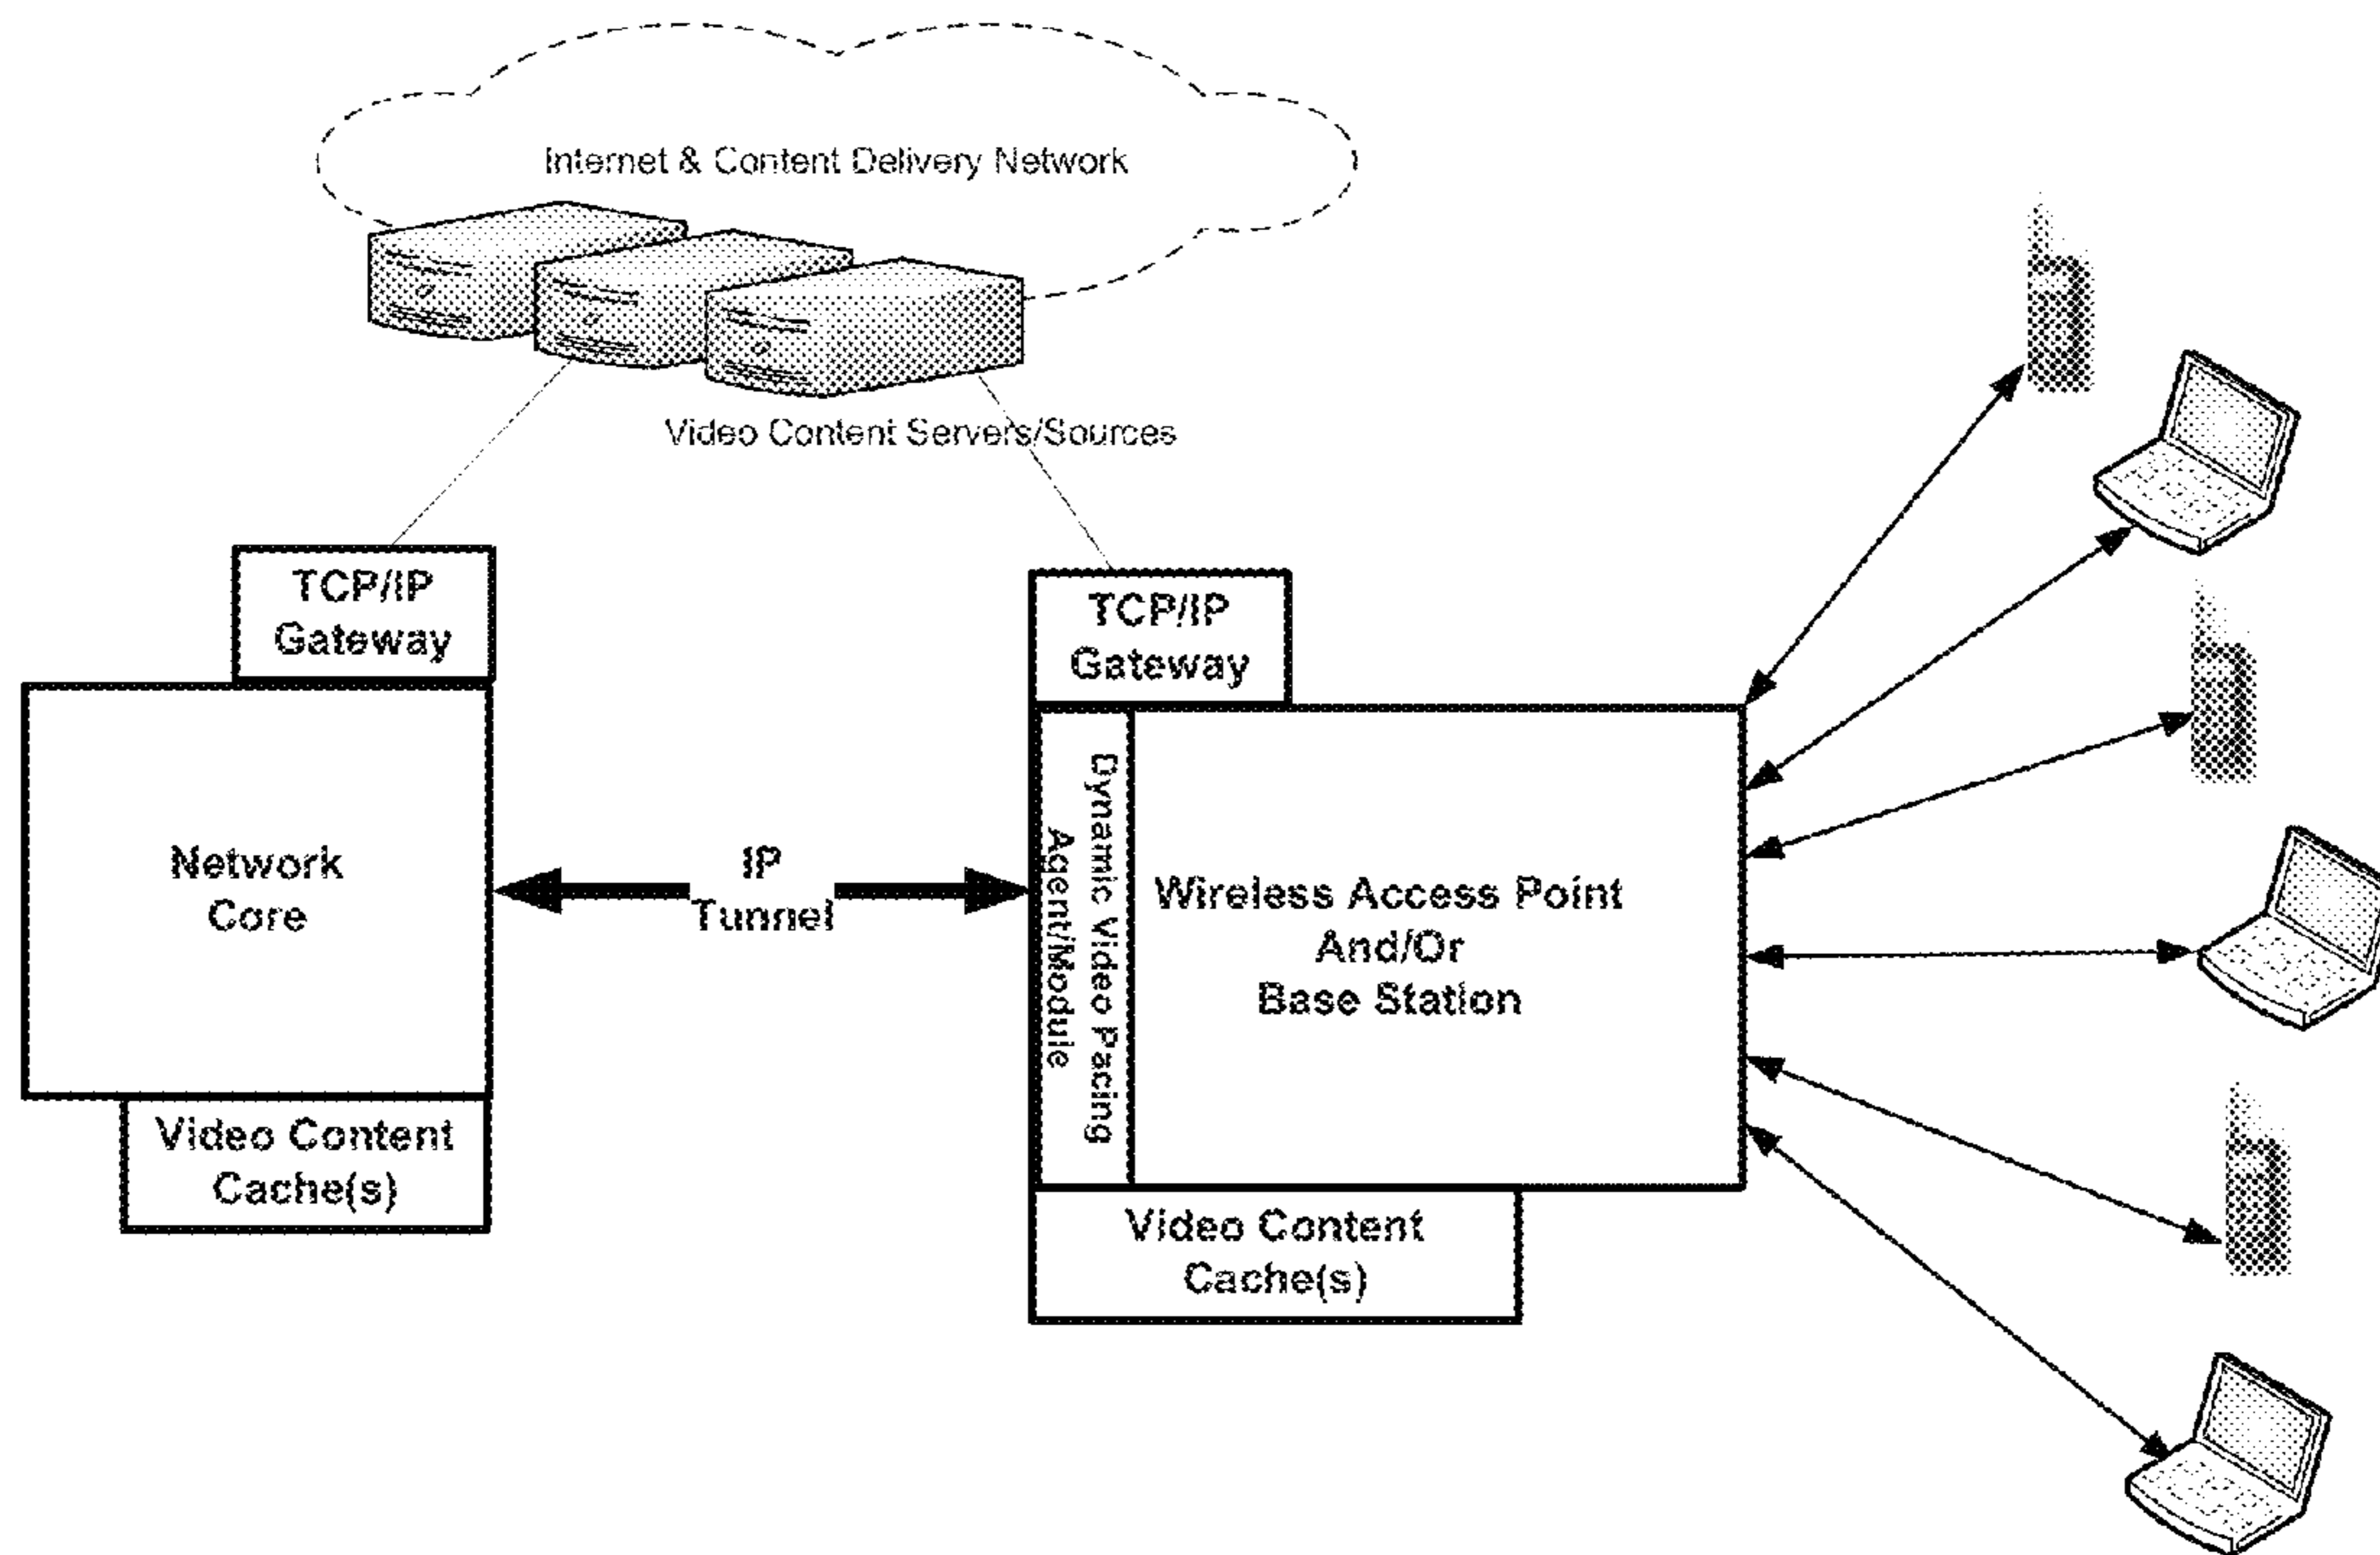 Internet & Content Delivery Network
Video Content Servers/Sources
TCP/IP
Gateway
TCP/IP
Gateway
Network
Core
IP
Tunnel
Dynamic Video Pacing
Agent/Module
Wireless Access Point
And/Or
Base Station
Video Content
Cache(s)
Video Content
Cache(s)